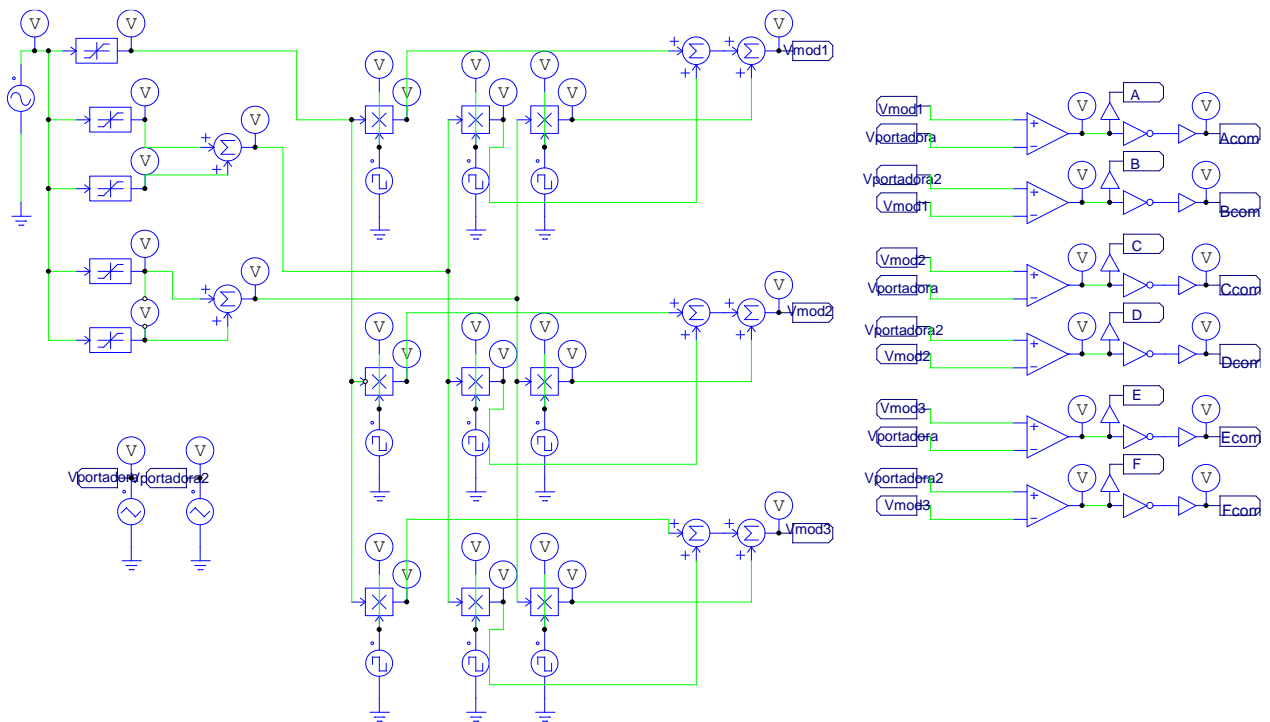 V V
V V
V V
V
V
V
Vportadora Vportadora2
V V
V V V V V V
V V V V V V
V V V V V V
+ + + + V Vmod1
+ + + + V Vmod2
+ + + + V Vmod3
Vmod1 + V A V
Vportadora − Acom
Vportadora2 + V B V
Vmod1 − Bcom
Vmod2 + V C V
Vportadora − Ccom
Vportadora2 + V D V
Vmod2 − Dcom
Vmod3 + V E V
Vportadora − Ecom
Vportadora2 + V F V
Vmod3 − Fcom